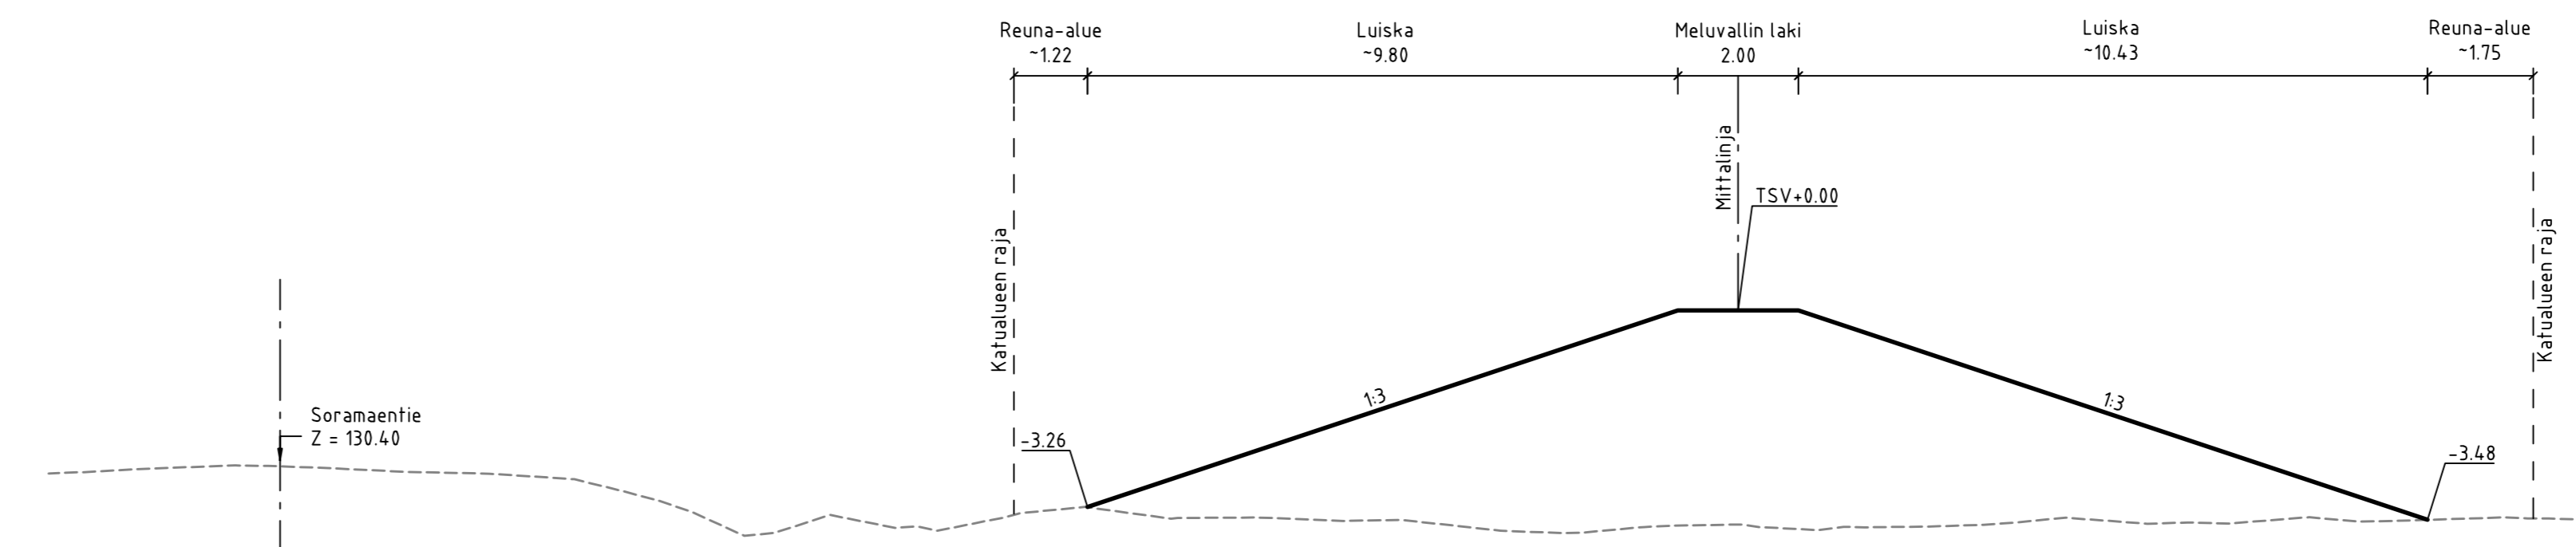 Reuna-alue
~1.22
Luiska
~9.80
Meluvallin laki
2.00
Luiska
~10.43
Reuna-alue
~1.75
Mittalinja
TSV+0.00
Katualueen raja
Katualueen raja
1:3
1:3
Soramaentie
Z = 130.40
-3.26
-3.48